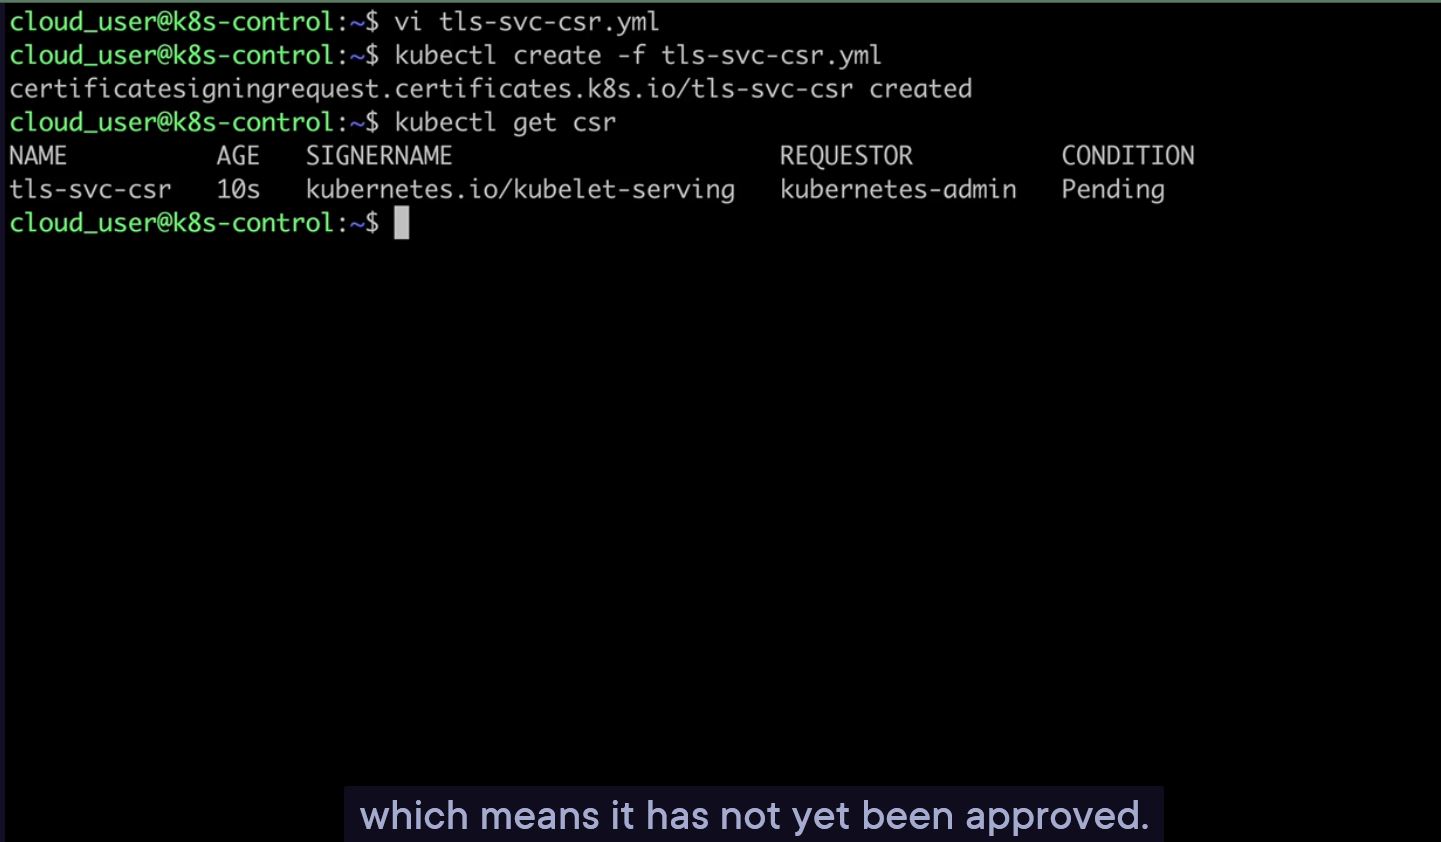 cloud_user@k8s-control:~$ vi tls-svc-csr.yml
cloud_user@k8s-control:~$ kubectl create -f tls-svc-csr.yml
certificatesigningrequest.certificates.k8s.io/tls-svc-csr created
cloud_user@k8s-control:~$ kubectl get csr
NAME          AGE   SIGNERNAME                      REQUESTOR          CONDITION
tls-svc-csr   10s   kubernetes.io/kubelet-serving   kubernetes-admin   Pending
cloud_user@k8s-control:~$
which means it has not yet been approved.